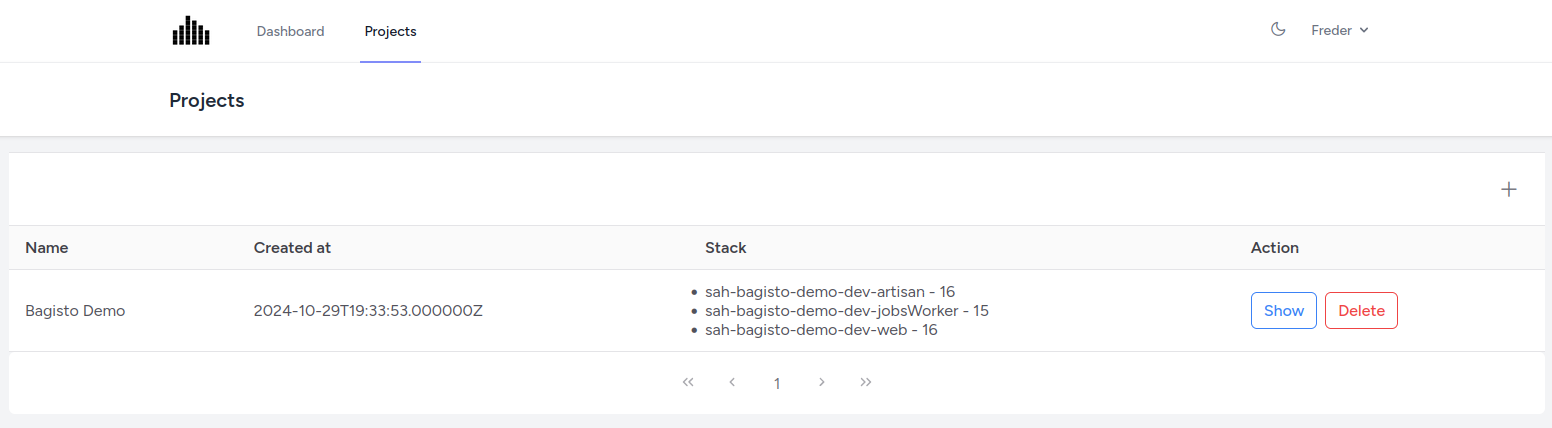 Dashboard Projects Freder
Projects
Name Created at Stack Action
Bagisto Demo 2024-10-29T19:33:53.000000Z
• sah-bagisto-demo-dev-artisan - 16
• sah-bagisto-demo-dev-jobsWorker - 15
• sah-bagisto-demo-dev-web - 16
Show Delete
1